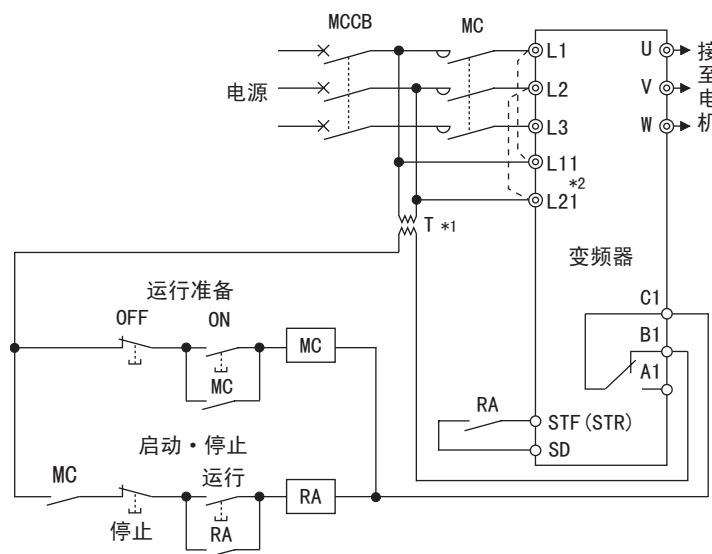 MCCB
MC
电源
L1
L2
L3
L11
*2
L21
T *1
U
V
W
接至电机
变频器
运行准备
OFF
ON
MC
MC
C1
B1
A1
RA
STF(STR)
SD
启动・停止
MC
运行
RA
停止
RA